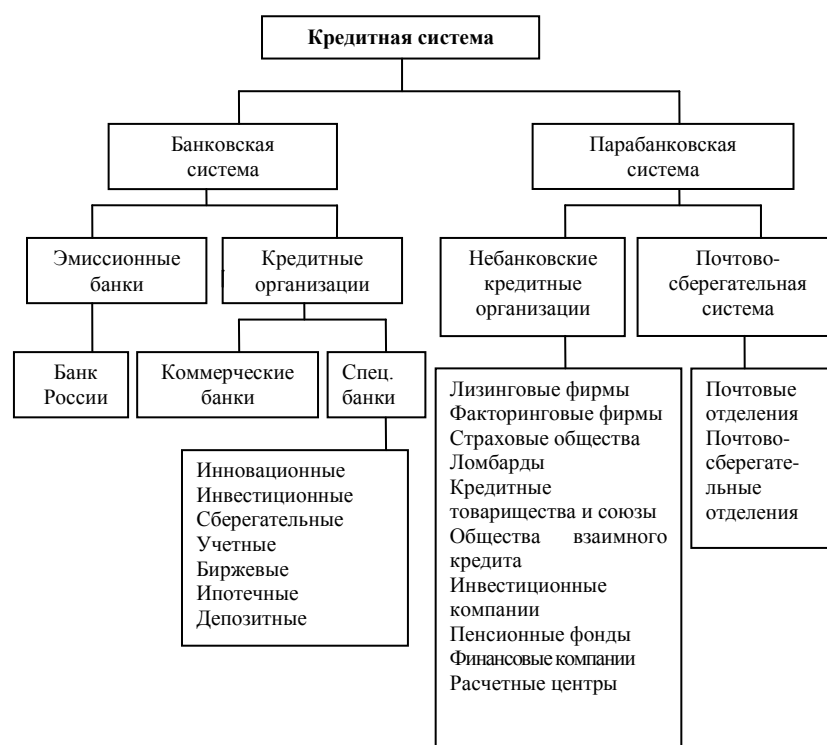 Кредитная система
Банковская
система
Парабанковская
система
Эмиссионные
банки
Кредитные
организации
Небанковские
кредитные
организации
Почтово-
сберегательная
система
Банк
России
Коммерческие
банки
Спец.
банки
Инновационные
Инвестиционные
Сберегательные
Учетные
Биржевые
Ипотечные
Депозитные
Лизинговые фирмы
Факторинговые фирмы
Страховые общества
Ломбарды
Кредитные
товарищества и союзы
Общества взаимного
кредита
Инвестиционные
компании
Пенсионные фонды
Финансовые компании
Расчетные центры
Почтовые
отделения
Почтово-
сберегате-
льные
отделения